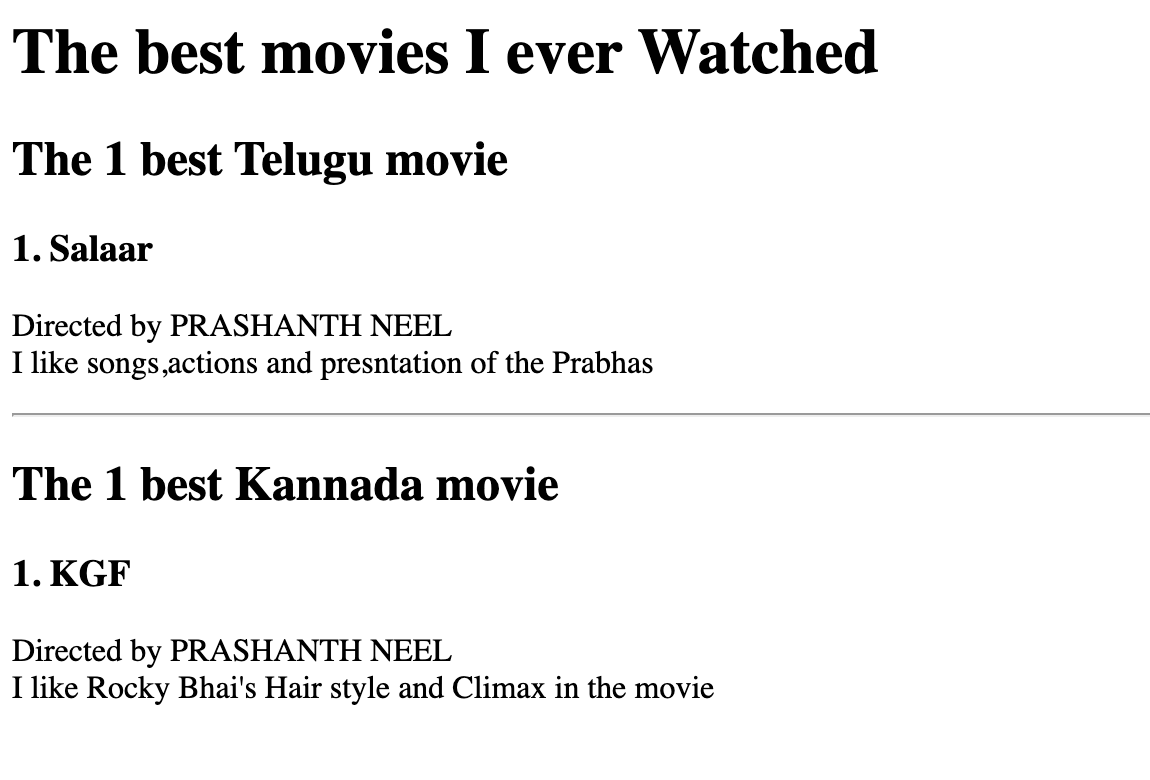 The best movies I ever Watched
The 1 best Telugu movie
1. Salaar
Directed by PRASHANTH NEEL
I like songs,actions and presntation of the Prabhas
The 1 best Kannada movie
1. KGF
Directed by PRASHANTH NEEL
I like Rocky Bhai's Hair style and Climax in the movie